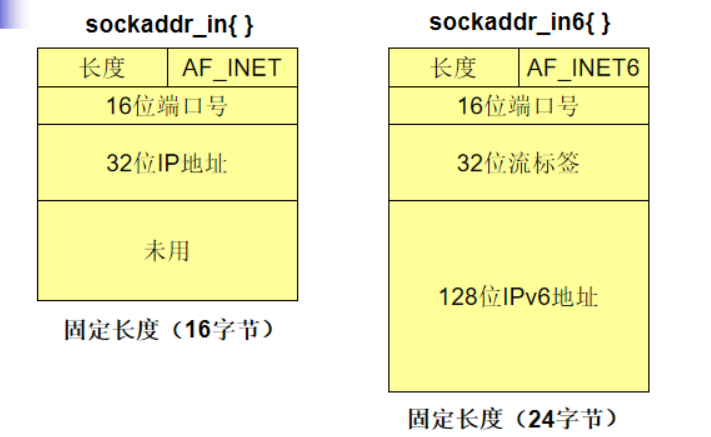 sockaddr_in{ }
长度 AF_INET
16位端口号
32位IP地址
未用
固定长度（16字节）
sockaddr_in6{ }
长度 AF_INET6
16位端口号
32位流标签
128位IPv6地址
固定长度（24字节）